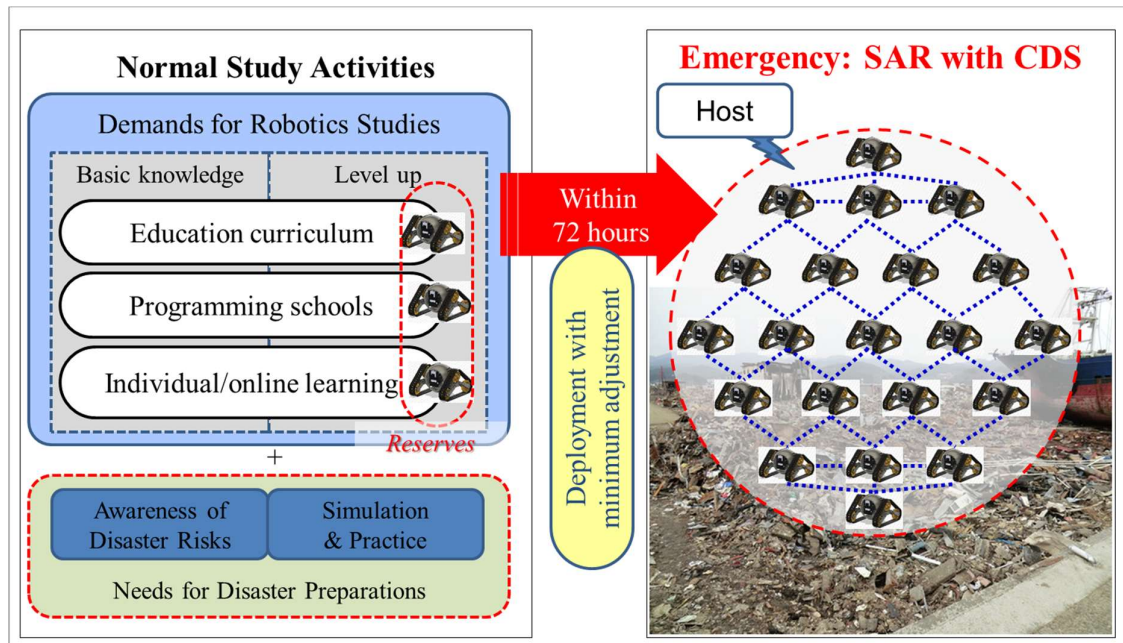 Normal Study Activities
Demands for Robotics Studies
Basic knowledge
Level up
Education curriculum
Programming schools
Individual/online learning
Reserves
+
Awareness of
Disaster Risks
Simulation
& Practice
Needs for Disaster Preparations
Within
72 hours
Deployment with
minimum adjustment
Emergency: SAR with CDS
Host